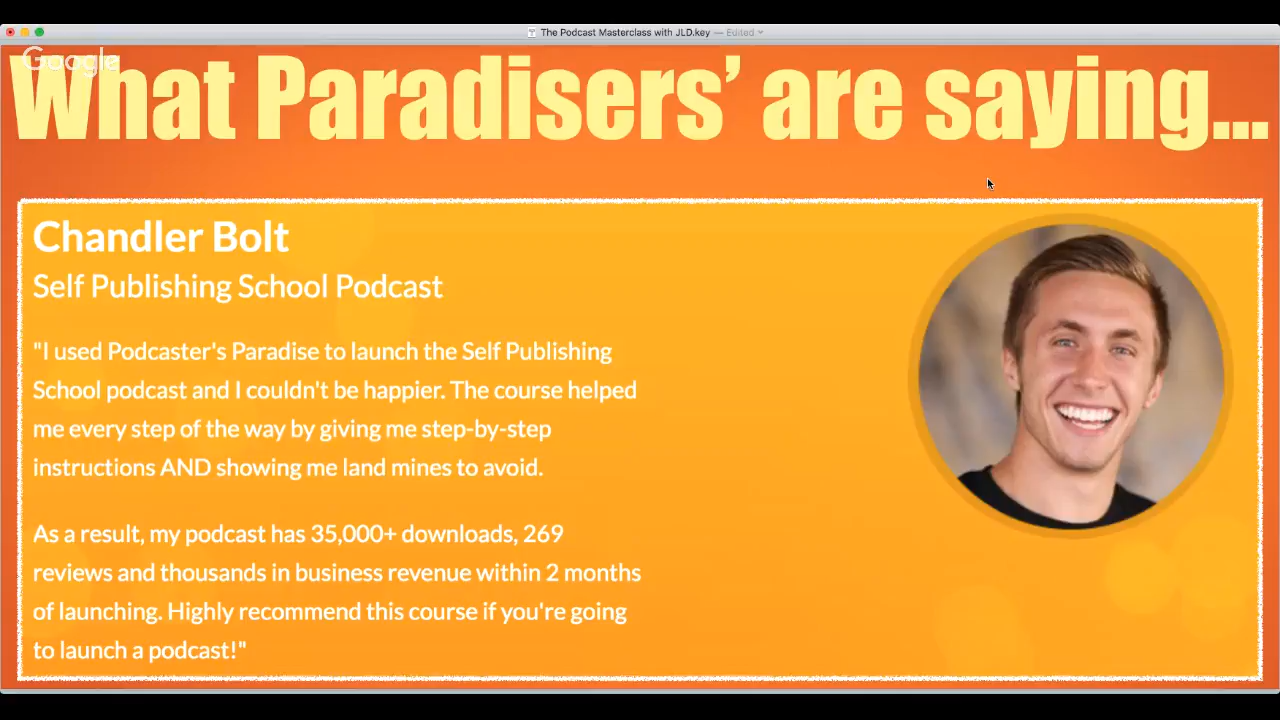 The Podcast Masterclass with JLD.key — Edited
Google
What Paradisers’ are saying...
Chandler Bolt
Self Publishing School Podcast
"I used Podcaster's Paradise to launch the Self Publishing
School podcast and I couldn't be happier. The course helped
me every step of the way by giving me step-by-step
instructions AND showing me land mines to avoid.
As a result, my podcast has 35,000+ downloads, 269
reviews and thousands in business revenue within 2 months
of launching. Highly recommend this course if you're going
to launch a podcast!"